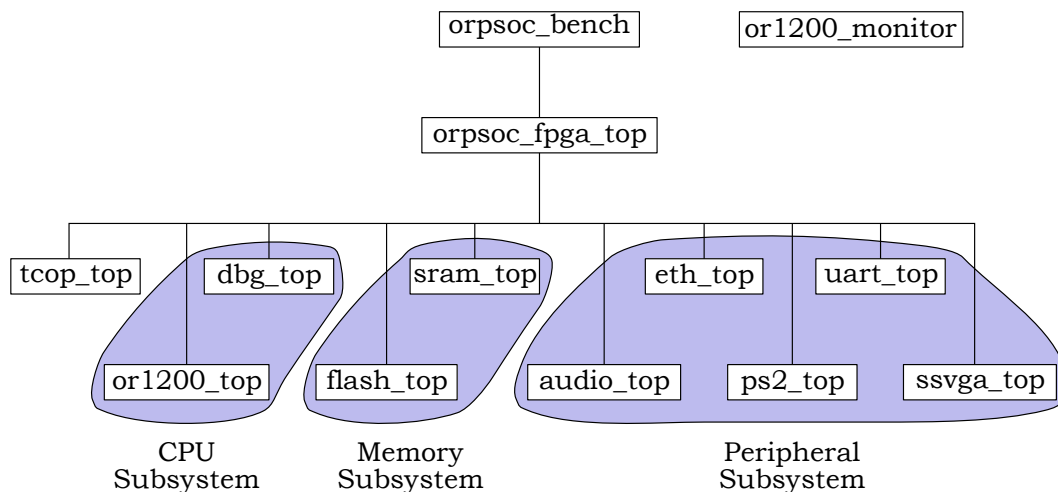 orpsoc_bench
or1200_monitor
orpsoc_fpga_top
tcop_top
dbg_top
sram_top
eth_top
uart_top
or1200_top
flash_top
audio_top
ps2_top
ssvga_top
CPU
Subsystem
Memory
Subsystem
Peripheral
Subsystem